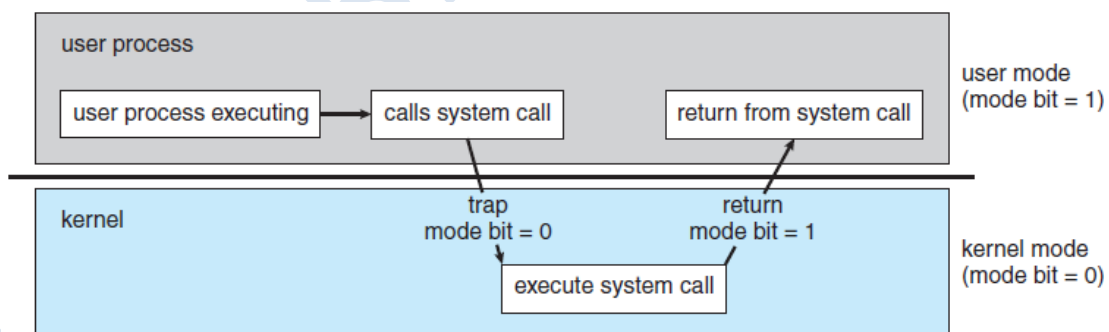 user process
user process executing
calls system call
return from system call
user mode
(mode bit = 1)
kernel
trap
mode bit = 0
return
mode bit = 1
execute system call
kernel mode
(mode bit = 0)